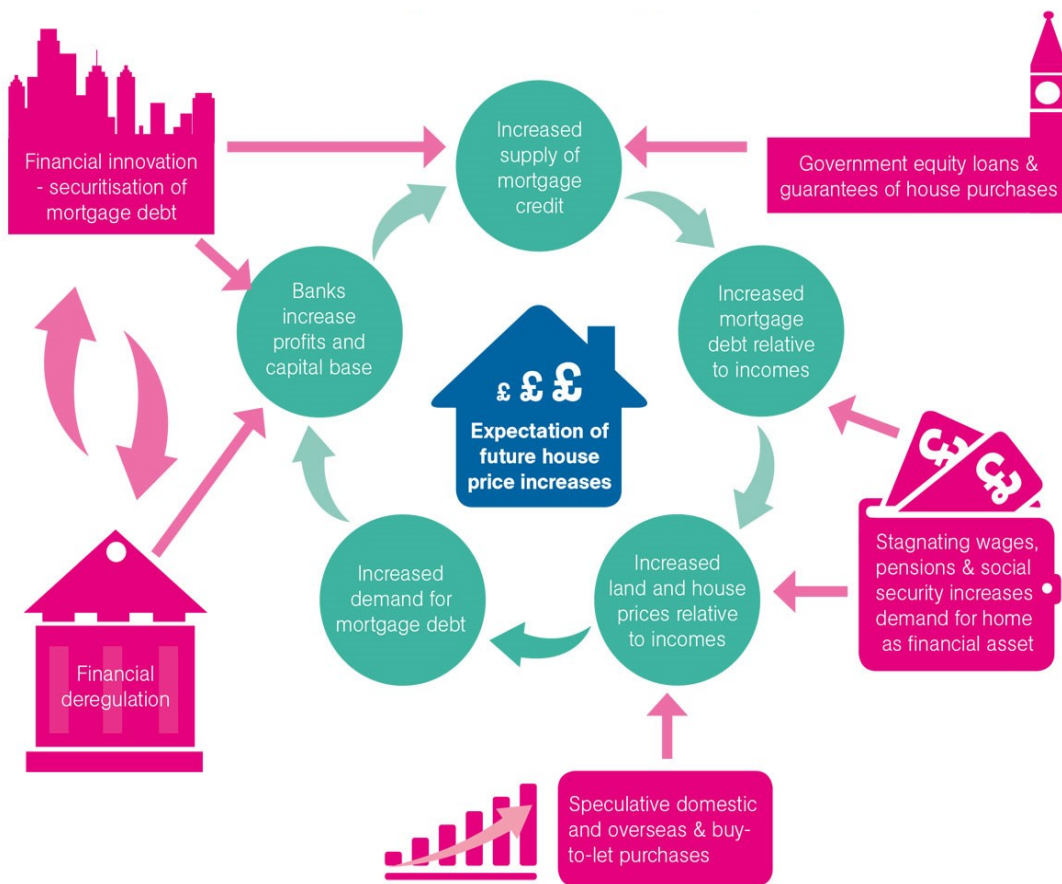 Financial innovation
- securitisation of
mortgage debt
Increased
supply of
mortgage
credit
Government equity loans &
guarantees of house purchases
Banks
increase
profits and
capital base
Increased
mortgage
debt relative
to incomes
£ £ £
Expectation of
future house
price increases
£ £
Stagnating wages,
pensions & social
security increases
demand for home
as financial asset
Increased
demand for
mortgage debt
Increased
land and house
prices relative
to incomes
Financial
deregulation
Speculative domestic
and overseas & buy-
to-let purchases